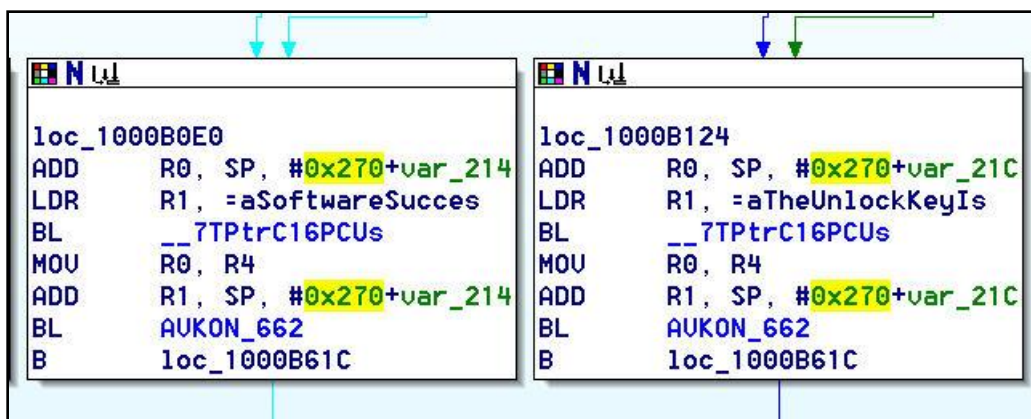 loc_1000B0E0
ADD R0, SP, #0x270+var_214
LDR R1, =aSoftwareSucces
BL __7TPtrC16PCUs
MOV R0, R4
ADD R1, SP, #0x270+var_214
BL AVKON_662
B loc_1000B61C
loc_1000B124
ADD R0, SP, #0x270+var_21C
LDR R1, =aTheUnlockKeyIs
BL __7TPtrC16PCUs
MOV R0, R4
ADD R1, SP, #0x270+var_21C
BL AVKON_662
B loc_1000B61C